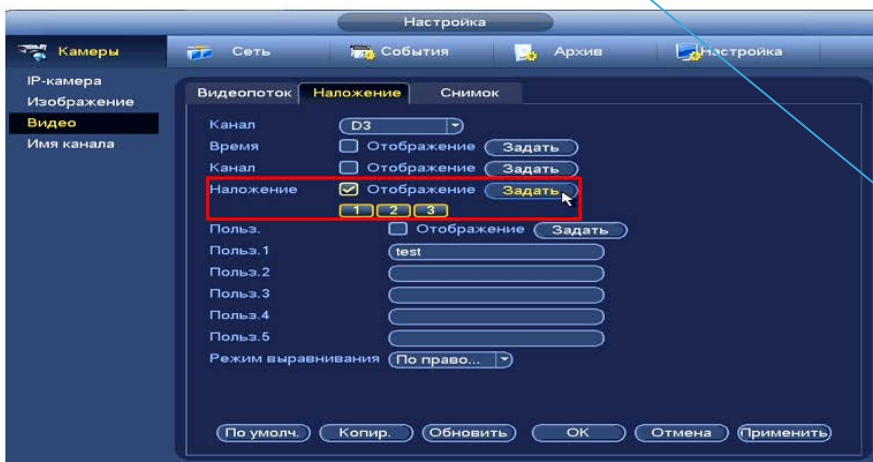 Настройка
Камеры Сеть События Архив Настройка
IP-камера
Изображение
Видео
Имя канала
Видеопоток Наложение Снимок
Канал D3
Время Отображение Задать
Канал Отображение Задать
Наложение Отображение Задать
1 2 3
Польз. Отображение Задать
Польз.1 test
Польз.2
Польз.3
Польз.4
Польз.5
Режим выравнивания По право...
По умолч. Копир. Обновить OK Отмена Применить